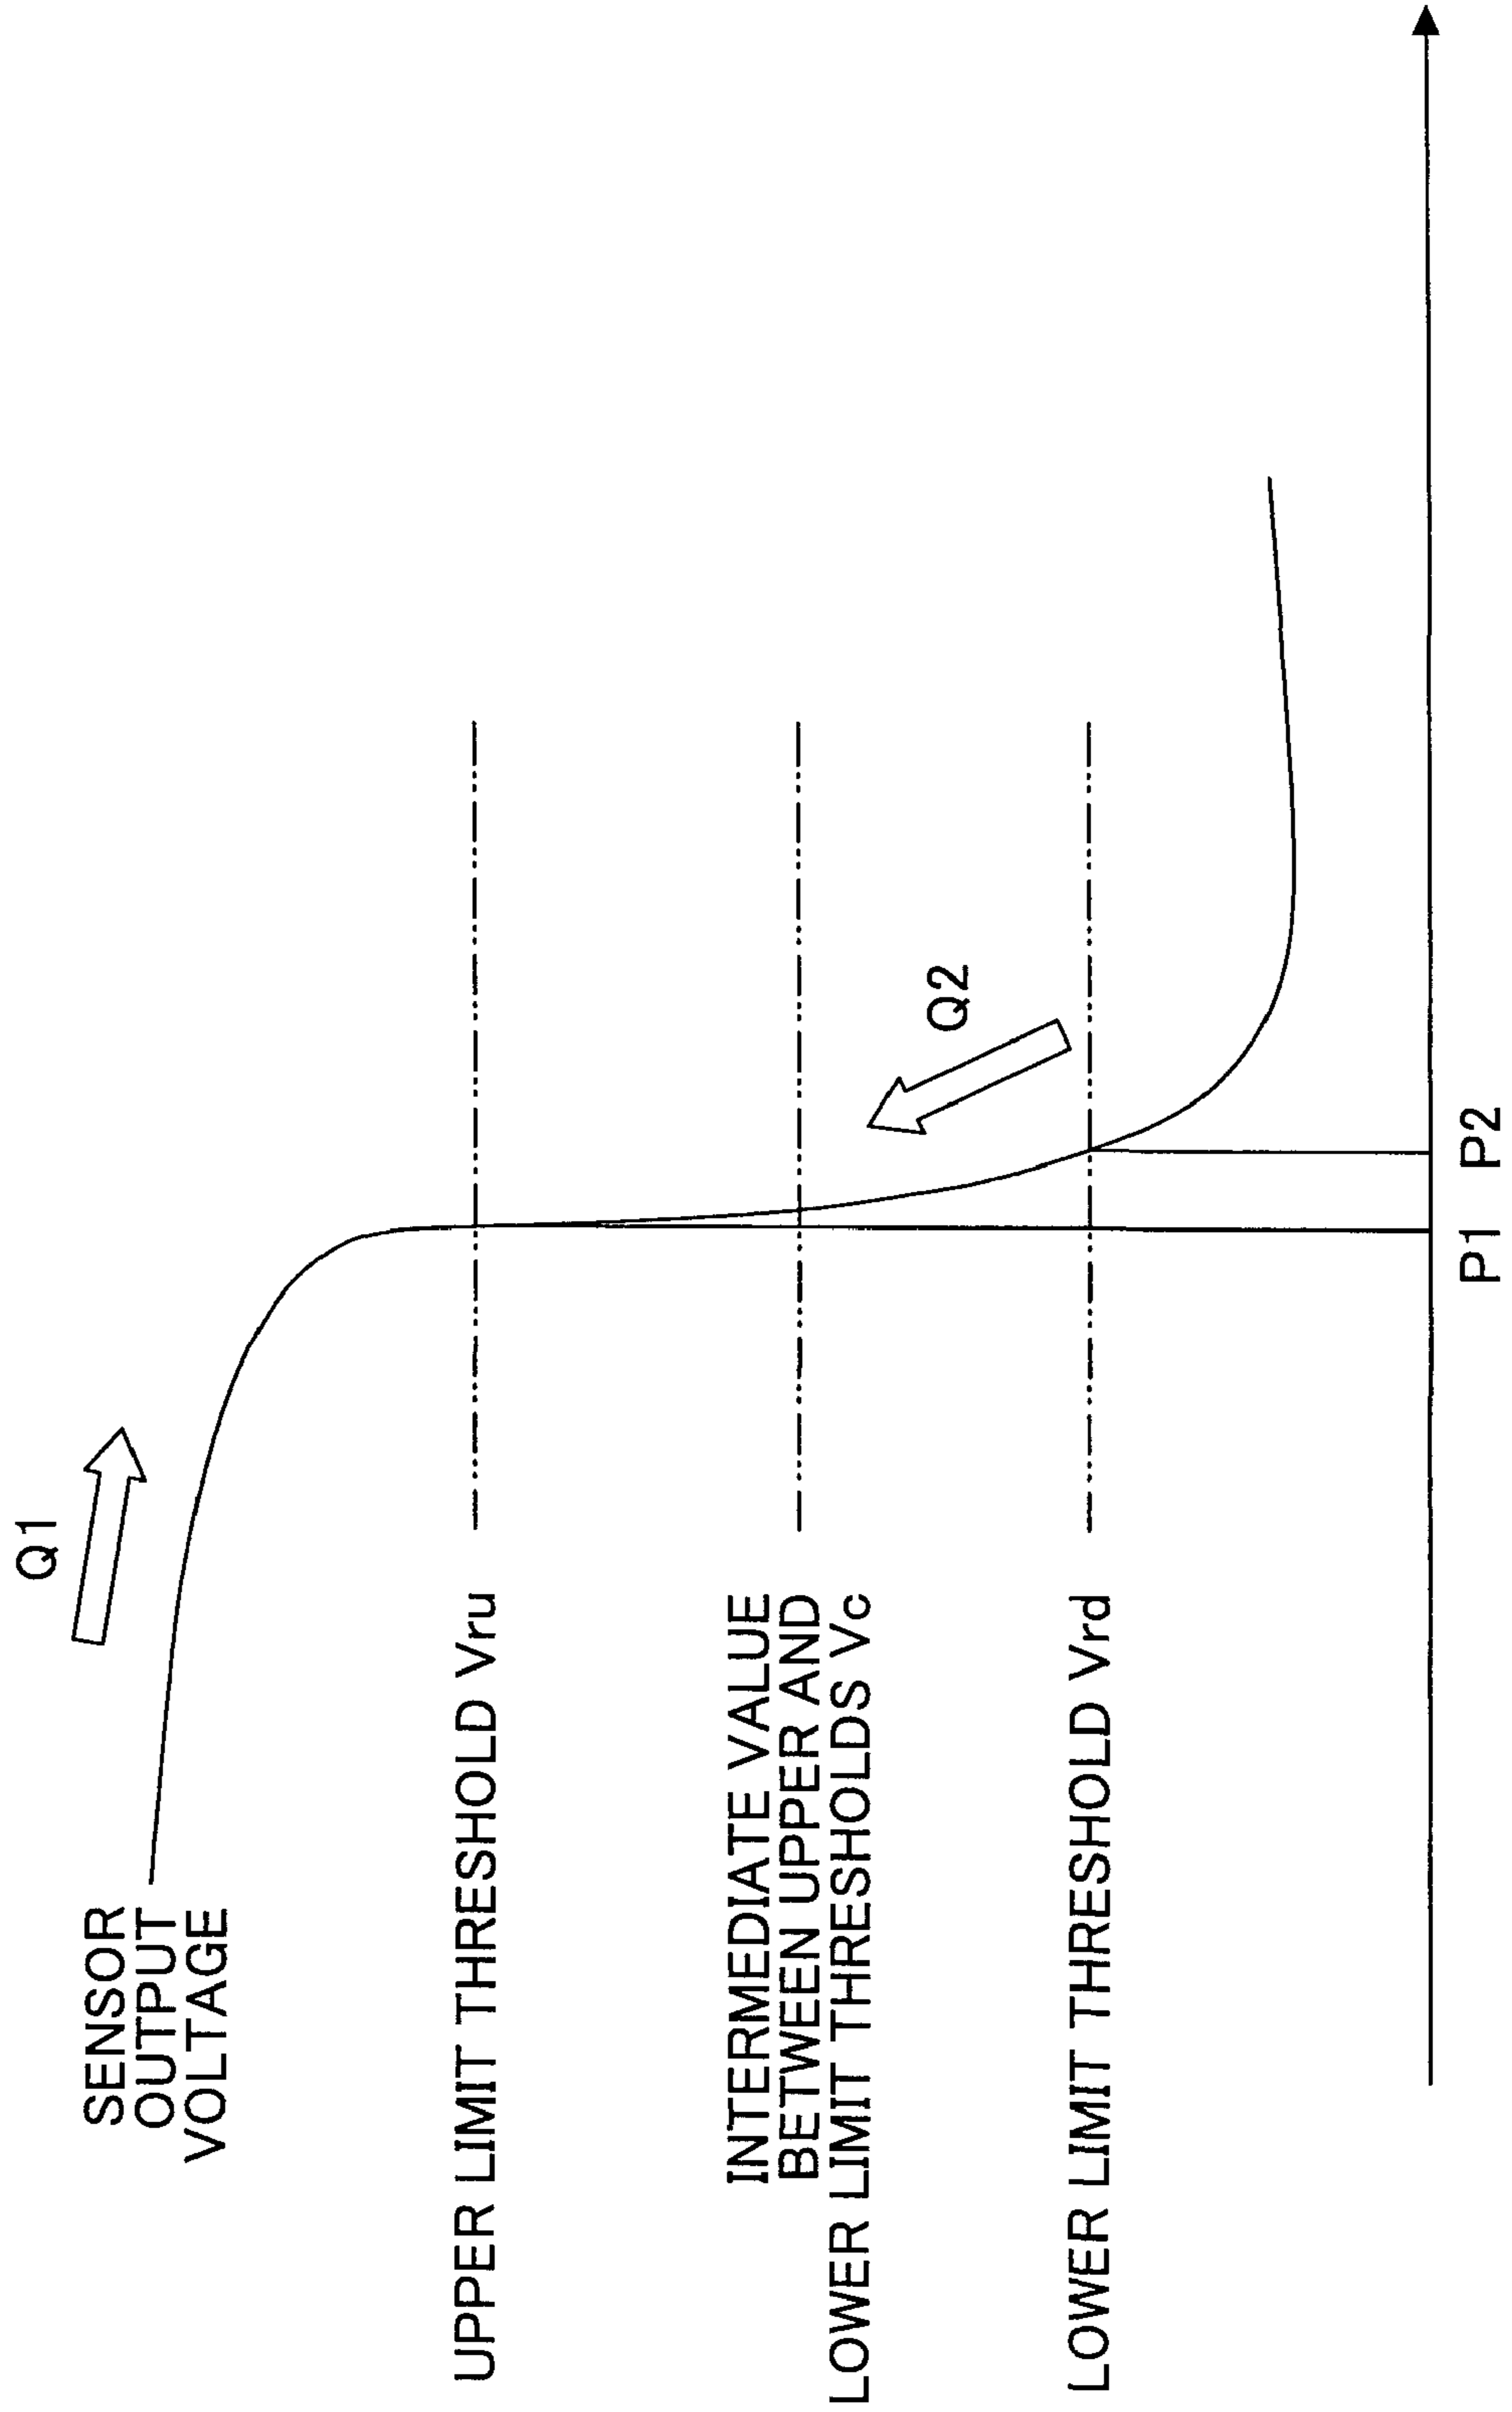 Q1
SENSOR
OUTPUT
VOLTAGE
UPPER LIMIT THRESHOLD Vru
INTERMEDIATE VALUE
BETWEEN UPPER AND
LOWER LIMIT THRESHOLDS Vc
Q2
LOWER LIMIT THRESHOLD Vrd
P1 P2